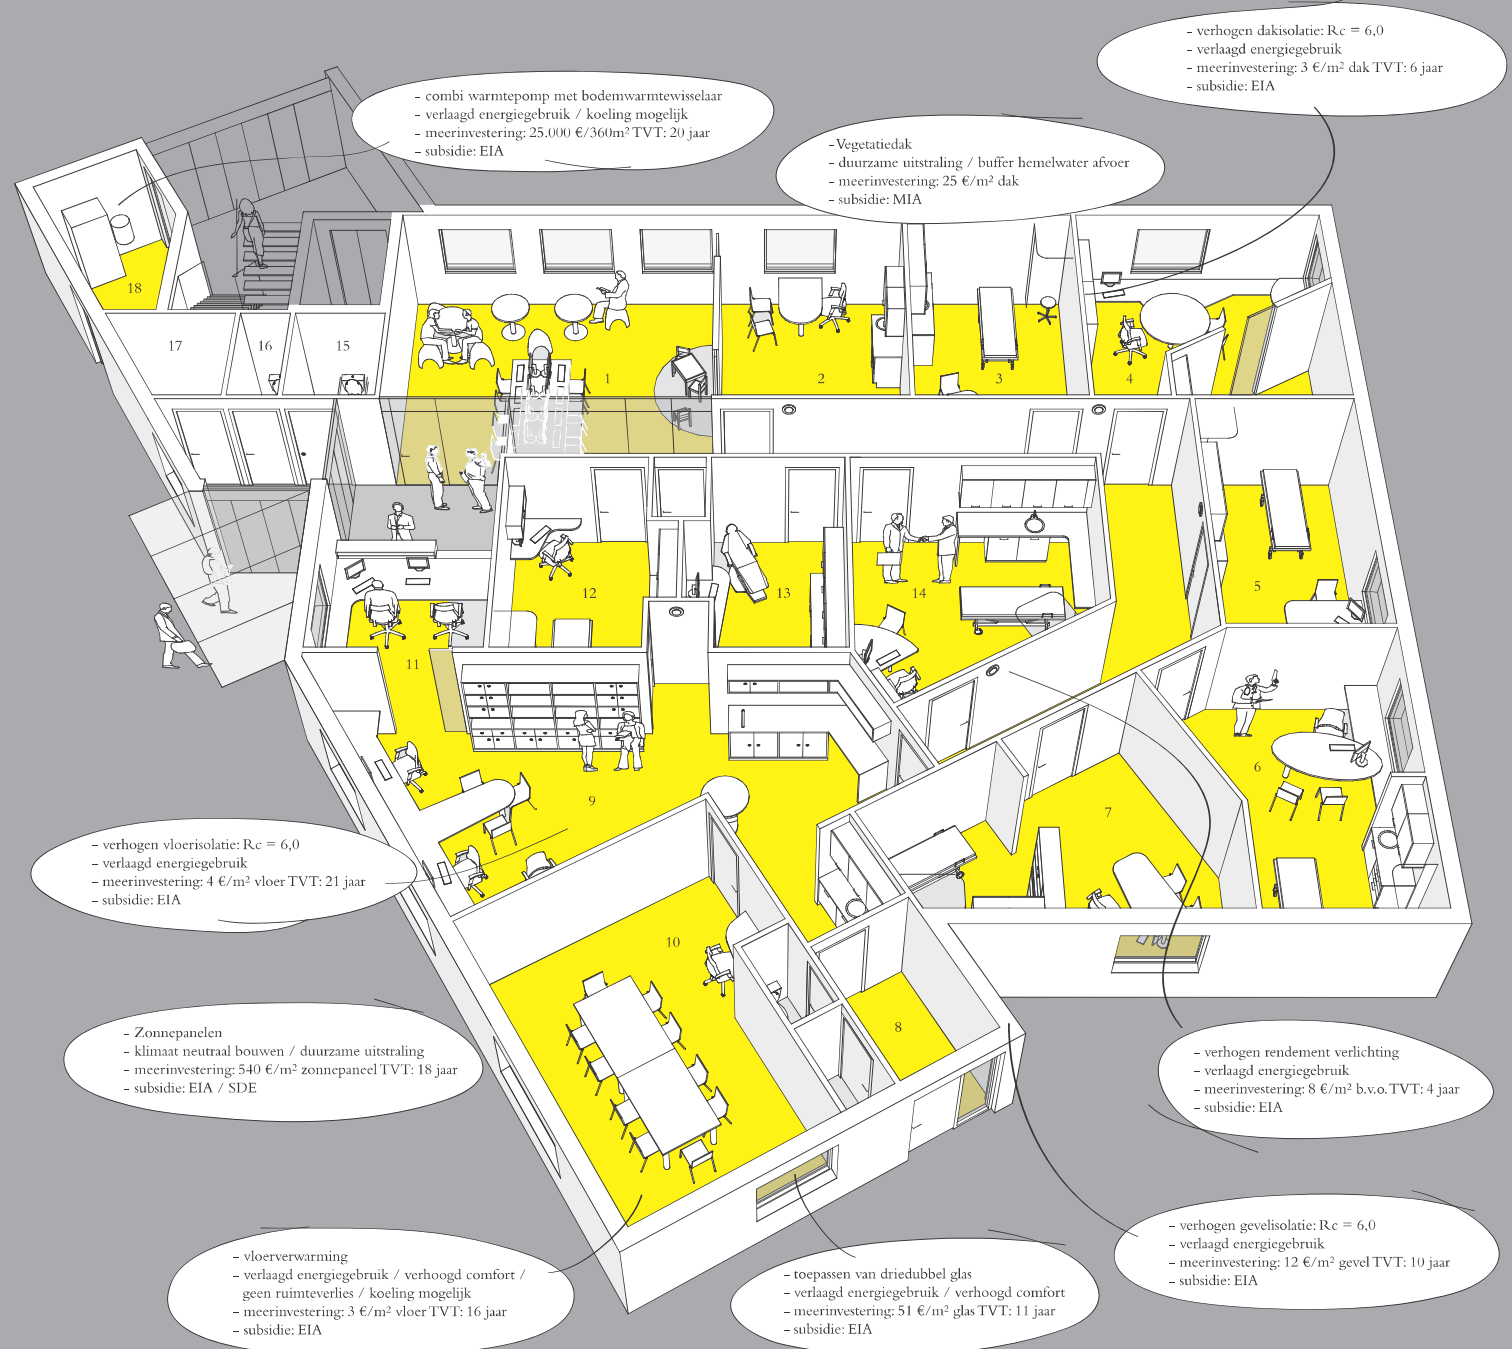 - verhogen dakisolatie: Rc = 6,0
- verlaagd energiegebruik
- meerinvestering: 3 €/m² dak TVT: 6 jaar
- subsidie: EIA
- combi warmtepomp met bodemwarmtewisselaar
- verlaagd energiegebruik / koeling mogelijk
- meerinvestering: 25.000 €/360m² TVT: 20 jaar
- subsidie: EIA
- Vegetatiedak
- duurzame uitstraling / buffer hemelwater afvoer
- meerinvestering: 25 €/m² dak
- subsidie: MIA
18
17
16
15
1
2
3
4
5
12
13
14
11
6
9
7
10
8
- verhogen vloerisolatie: Rc = 6,0
- verlaagd energiegebruik
- meerinvestering: 4 €/m² vloer TVT: 21 jaar
- subsidie: EIA
- Zonnepanelen
- klimaat neutraal bouwen / duurzame uitstraling
- meerinvestering: 540 €/m² zonnepaneel TVT: 18 jaar
- subsidie: EIA / SDE
- verhogen rendement verlichting
- verlaagd energiegebruik
- meerinvestering: 8 €/m² b.v.o. TVT: 4 jaar
- subsidie: EIA
- verhogen gevelisolatie: Rc = 6,0
- verlaagd energiegebruik
- meerinvestering: 12 €/m² gevel TVT: 10 jaar
- subsidie: EIA
- vloerverwarming
- verlaagd energiegebruik / verhoogd comfort /
geen ruimteverlies / koeling mogelijk
- meerinvestering: 3 €/m² vloer TVT: 16 jaar
- subsidie: EIA
- toepassen van driedubbel glas
- verlaagd energiegebruik / verhoogd comfort
- meerinvestering: 51 €/m² glas TVT: 11 jaar
- subsidie: EIA